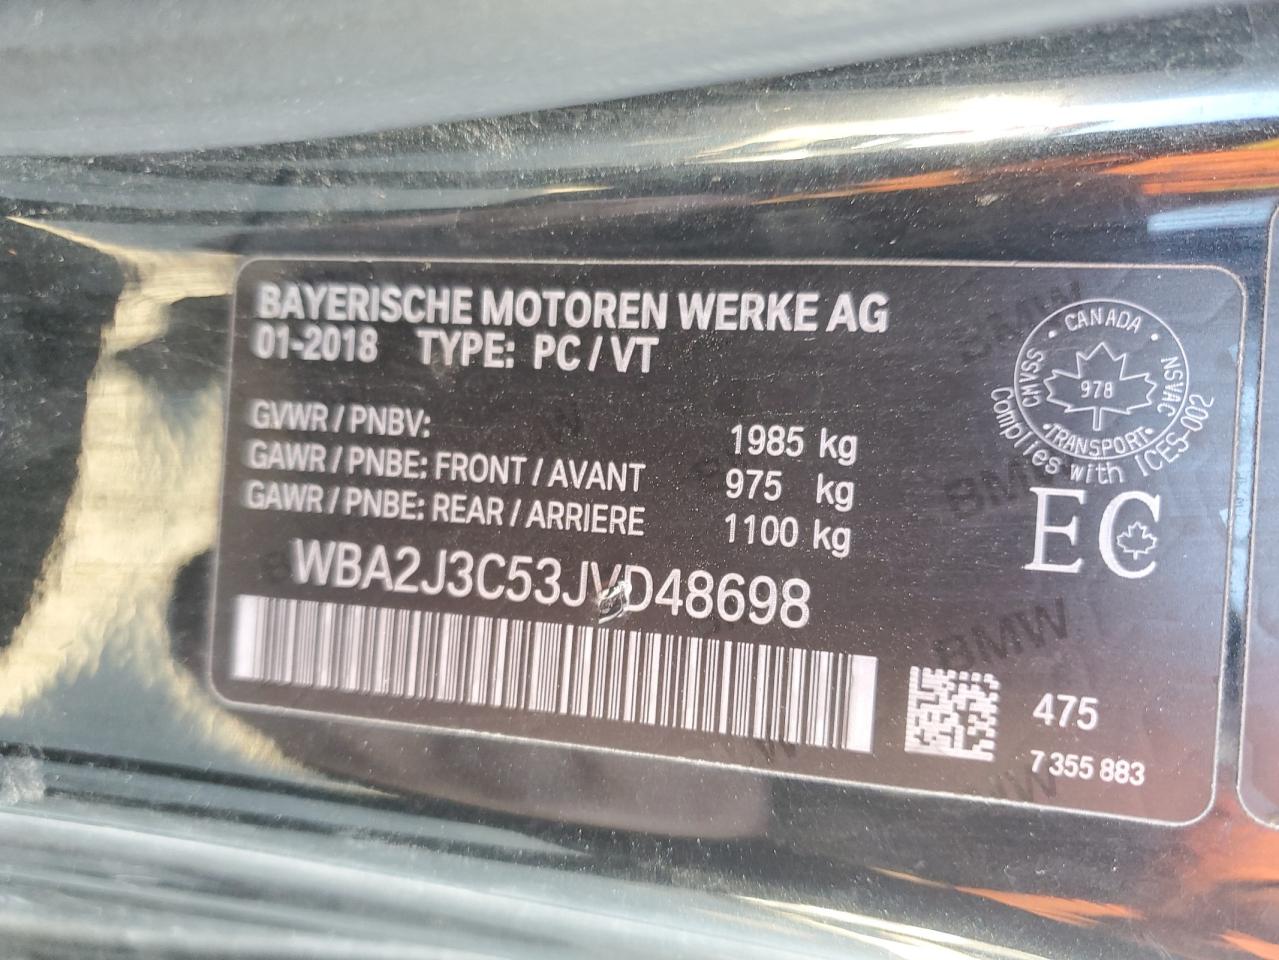 BAYERISCHE MOTOREN WERKE AG
01-2018 TYPE: PC / VT
GVWR / PNBV: 1985 kg
GAWR / PNBE: FRONT / AVANT 975 kg
GAWR / PNBE: REAR / ARRIERE 1100 kg
WBA2J3C53JVD48698
CANADA
CMVSS
NSVAC
978
TRANSPORT
Complies with ICES-002
EC
475
7 355 883
BMW
BMW
BMW